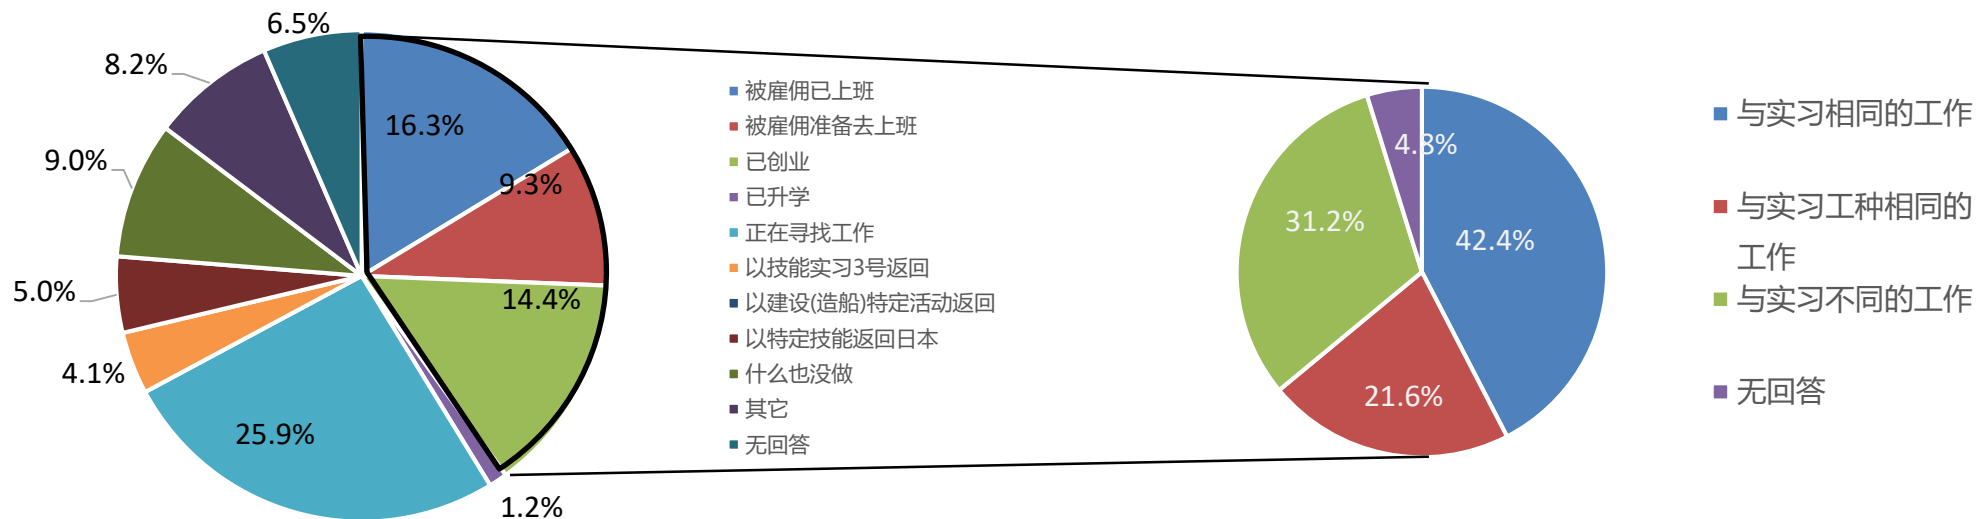 6.5%
8.2%
9.0%
5.0%
4.1%
25.9%
1.2%
14.4%
9.3%
16.3%
被雇佣已上班
被雇佣准备去上班
已创业
已升学
正在寻找工作
以技能实习3号返回
以建设(造船)特定活动返回
以特定技能返回日本
什么也没做
其它
无回答
4.8%
31.2%
42.4%
21.6%
与实习相同的工作
与实习工种相同的
工作
与实习不同的工作
无回答